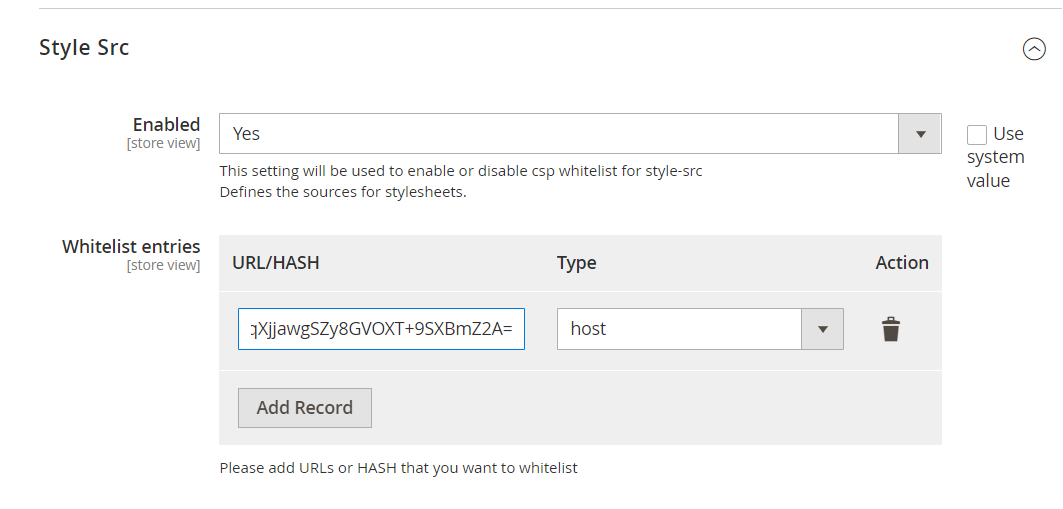 Style Src
Enabled
[store view]
Yes
Use system value
This setting will be used to enable or disable csp whitelist for style-src
Defines the sources for stylesheets.
Whitelist entries
[store view]
URL/HASH Type Action
qXjjawgSZy8GVOXT+9SXBmZ2A= host
Add Record
Please add URLs or HASH that you want to whitelist